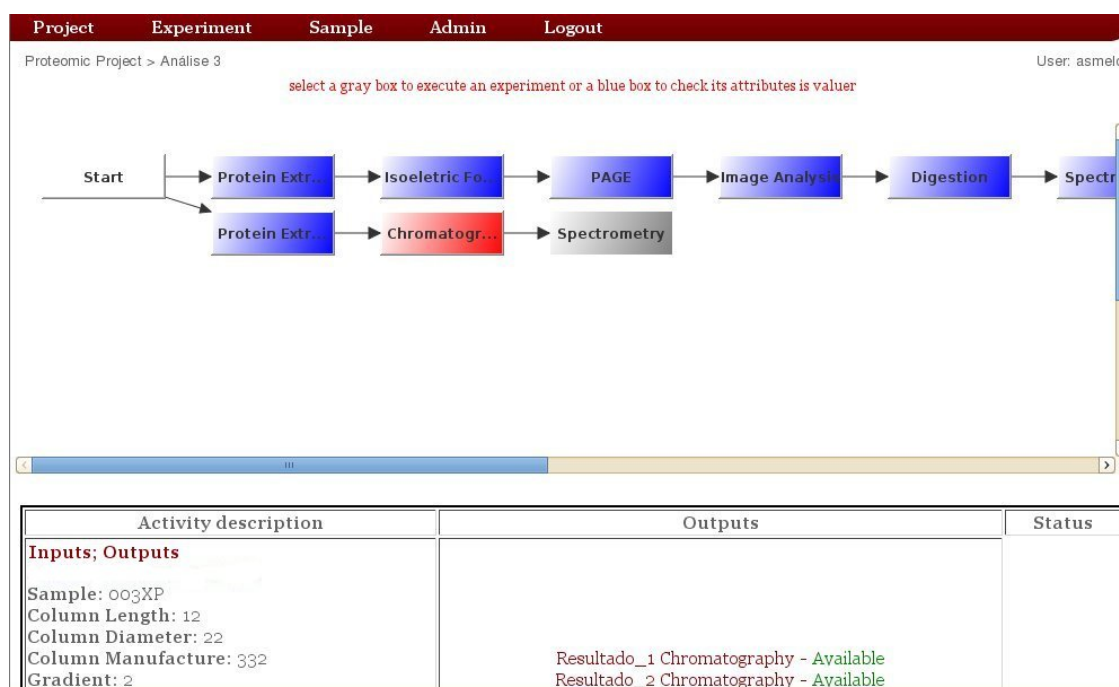 Project Experiment Sample Admin Logout
Proteomic Project > Análise 3 User: asmelo
select a gray box to execute an experiment or a blue box to check its attributes is valuer
Start Protein Extr... Isoeletric Fo... PAGE Image Analysis Digestion Spectr
Protein Extr... Chromatogr... Spectrometry
Activity description Outputs Status
Inputs; Outputs
Sample: 003XP
Column Length: 12
Column Diameter: 22
Column Manufacture: 332
Resultado_1 Chromatography - Available
Gradient: 2
Resultado_2 Chromatography - Available